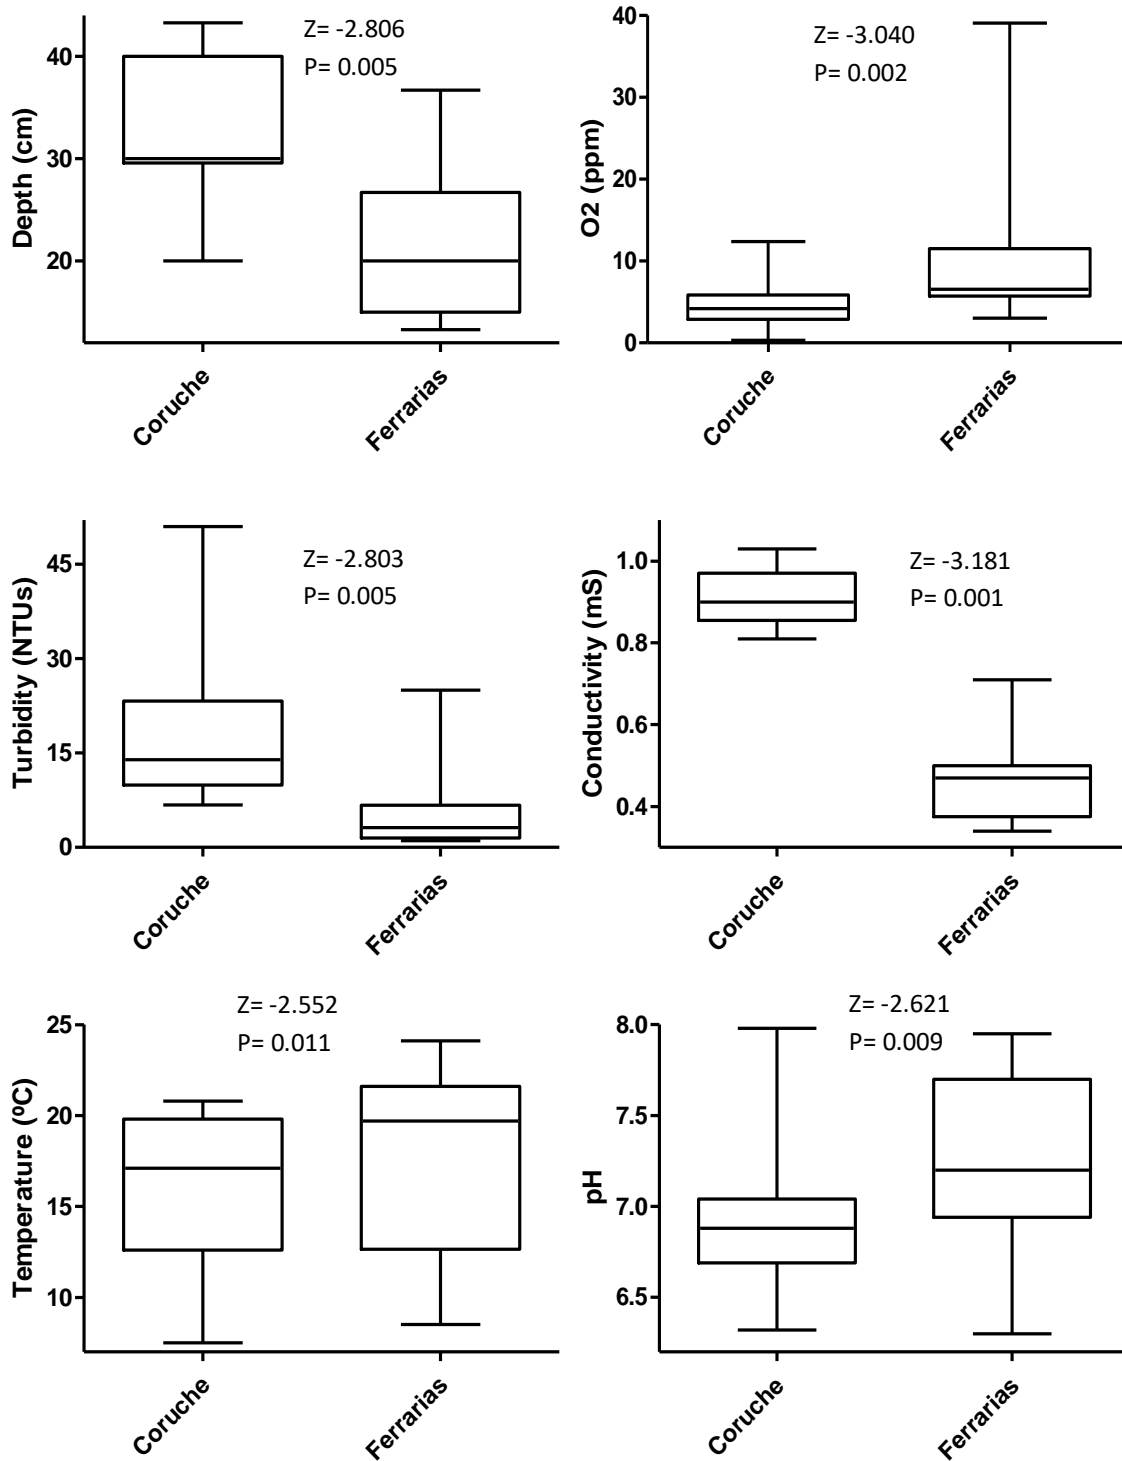 Z= -2.806
P= 0.005
Depth (cm)
40
30
20
Coruche
Ferrarias
Z= -3.040
P= 0.002
O2 (ppm)
40
30
20
10
0
Coruche
Ferrarias
Z= -2.803
P= 0.005
Turbidity (NTUs)
45
30
15
0
Coruche
Ferrarias
Z= -3.181
P= 0.001
Conductivity (mS)
1.0
0.8
0.6
0.4
Coruche
Ferrarias
Z= -2.552
P= 0.011
Temperature (ºC)
25
20
15
10
Coruche
Ferrarias
Z= -2.621
P= 0.009
pH
8.0
7.5
7.0
6.5
Coruche
Ferrarias